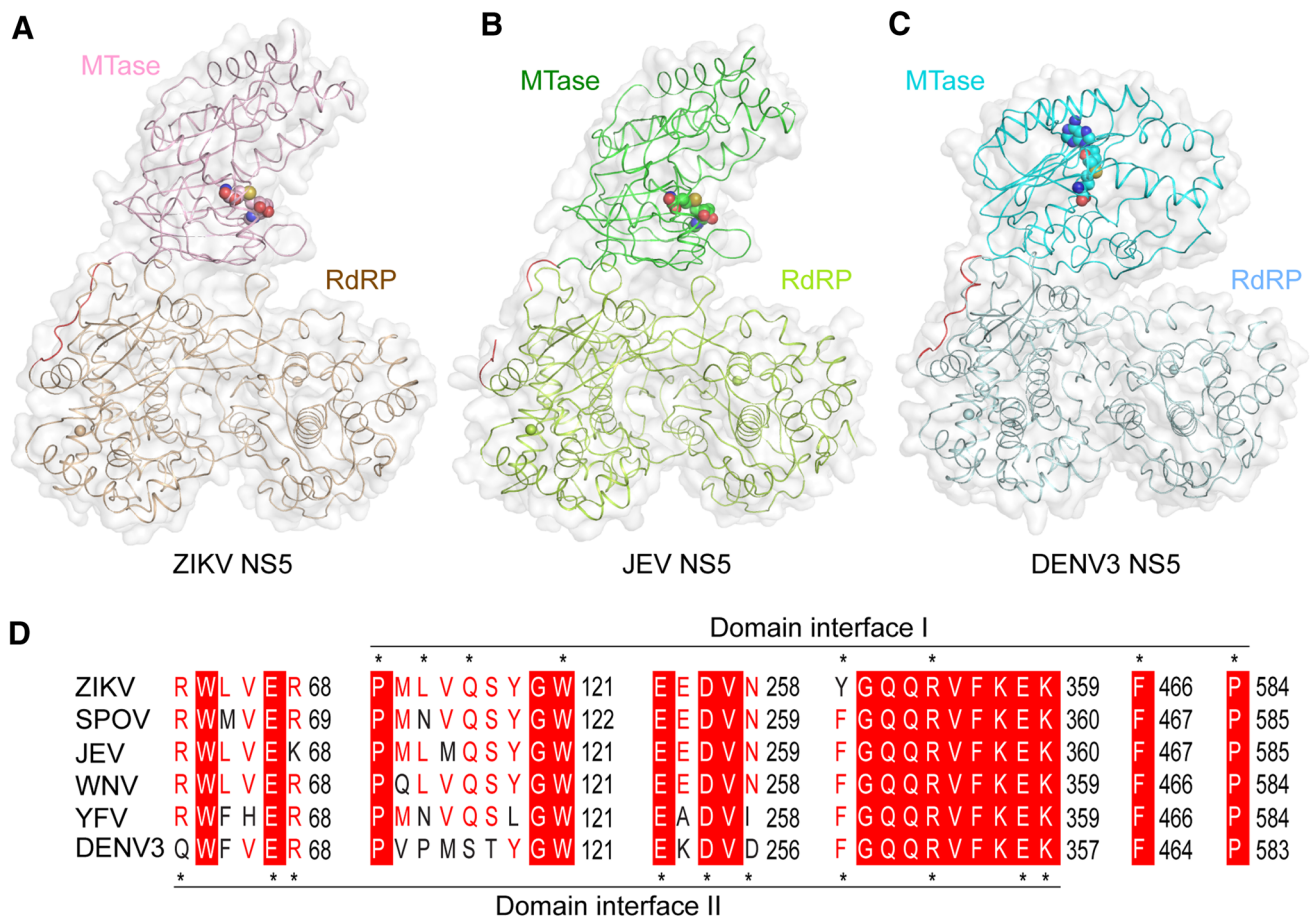 A
B
C
MTase
MTase
MTase
RdRP
RdRP
RdRP
ZIKV NS5
JEV NS5
DENV3 NS5
D
Domain interface I
* * * * * * * *
ZIKV R W L V E R 68 P M L V Q S Y G W 121 E E D V N 258 Y G Q Q R V F K E K 359 F 466 P 584
SPOV R W M V E R 69 P M N V Q S Y G W 122 E E D V N 259 F G Q Q R V F K E K 360 F 467 P 585
JEV R W L V E K 68 P M L M Q S Y G W 121 E E D V N 259 F G Q Q R V F K E K 360 F 467 P 585
WNV R W L V E R 68 P Q L V Q S Y G W 121 E E D V N 258 F G Q Q R V F K E K 359 F 466 P 584
YFV R W F H E R 68 P M N V Q S L G W 121 E A D V I 258 F G Q Q R V F K E K 359 F 466 P 584
DENV3 Q W F V E R 68 P V P M S T Y G W 121 E K D V D 256 F G Q Q R V F K E K 357 F 464 P 583
* * * * * * * * * *
Domain interface II